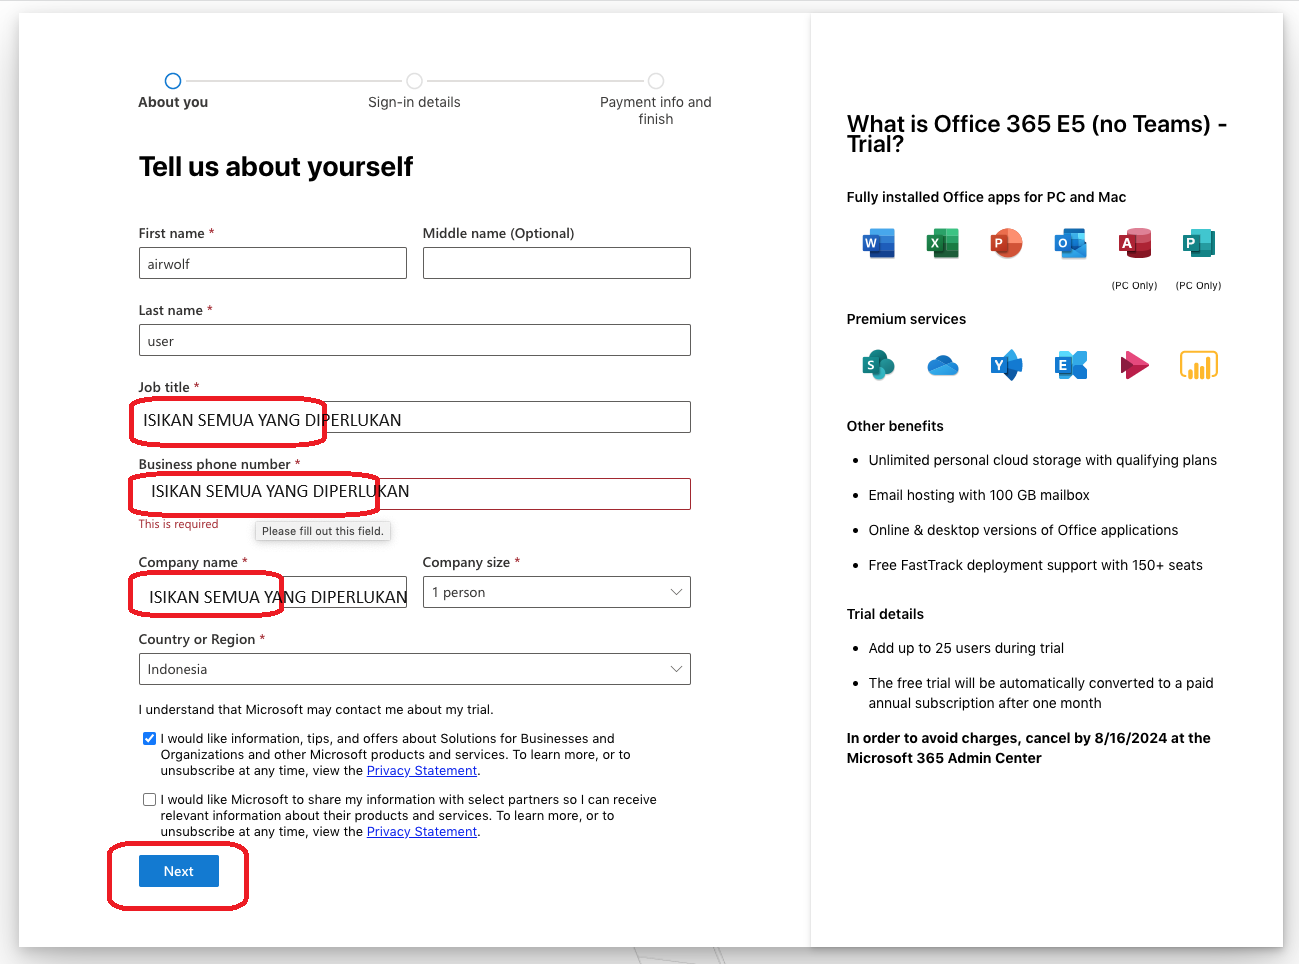 About you
Sign-in details
Payment info and
finish
Tell us about yourself
First name *
Middle name (Optional)
airwolf
Last name *
user
Job title *
ISIKAN SEMUA YANG DIPERLUKAN
Business phone number *
ISIKAN SEMUA YANG DIPERLUKAN
This is required
Please fill out this field.
Company name *
Company size *
ISIKAN SEMUA YANG DIPERLUKAN
1 person
Country or Region *
Indonesia
I understand that Microsoft may contact me about my trial.
I would like information, tips, and offers about Solutions for Businesses and
Organizations and other Microsoft products and services. To learn more, or to
unsubscribe at any time, view the Privacy Statement.
I would like Microsoft to share my information with select partners so I can receive
relevant information about their products and services. To learn more, or to
unsubscribe at any time, view the Privacy Statement.
Next
What is Office 365 E5 (no Teams) -
Trial?
Fully installed Office apps for PC and Mac
W X P O A P
(PC Only) (PC Only)
Premium services
S Y E
Other benefits
Unlimited personal cloud storage with qualifying plans
Email hosting with 100 GB mailbox
Online & desktop versions of Office applications
Free FastTrack deployment support with 150+ seats
Trial details
Add up to 25 users during trial
The free trial will be automatically converted to a paid
annual subscription after one month
In order to avoid charges, cancel by 8/16/2024 at the
Microsoft 365 Admin Center